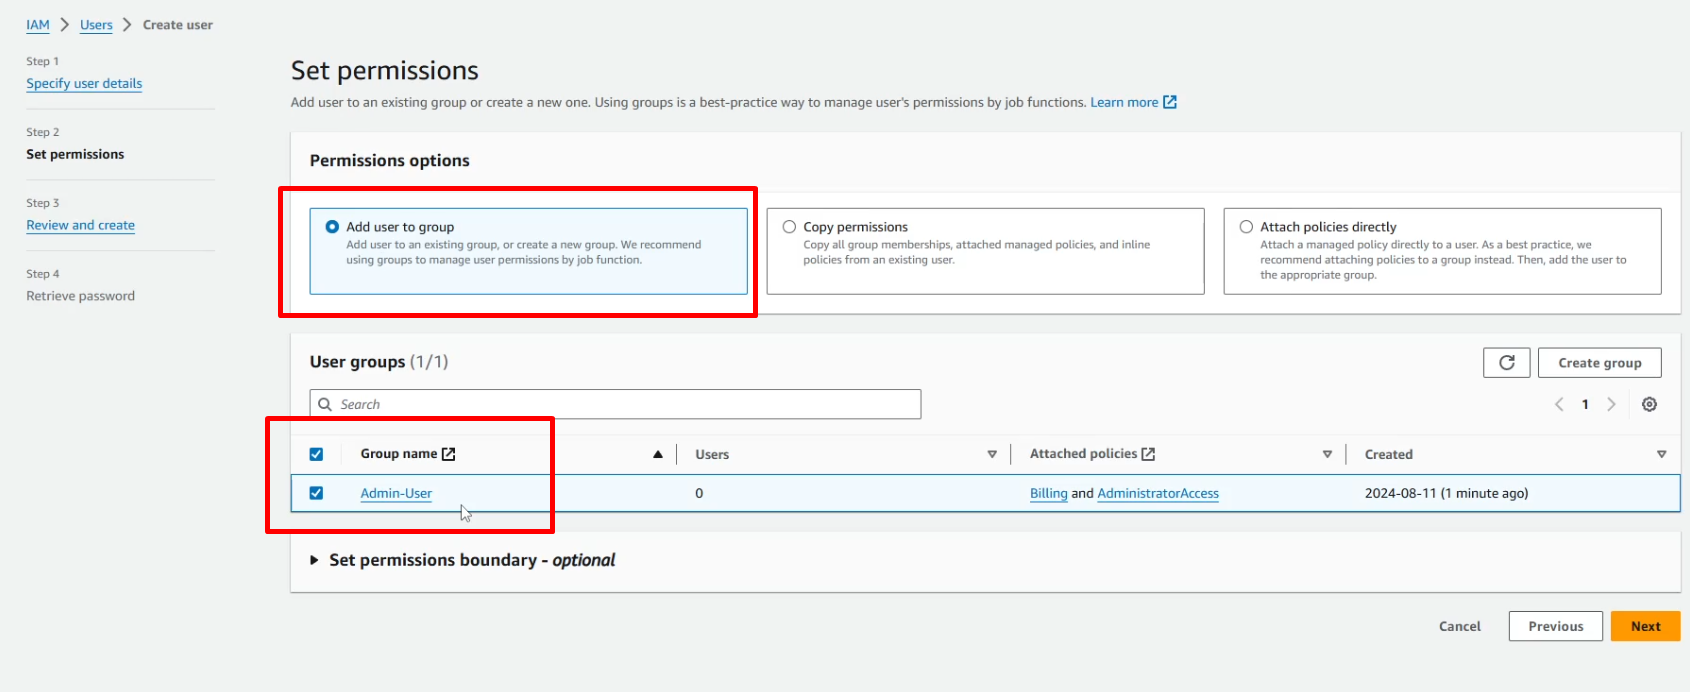 IAM > Users > Create user
Step 1
Specify user details
Step 2
Set permissions
Step 3
Review and create
Step 4
Retrieve password
Set permissions
Add user to an existing group or create a new one. Using groups is a best-practice way to manage user's permissions by job functions. Learn more
Permissions options
Add user to group
Add user to an existing group, or create a new group. We recommend
using groups to manage user permissions by job function.
Copy permissions
Copy all group memberships, attached managed policies, and inline
policies from an existing user.
Attach policies directly
Attach a managed policy directly to a user. As a best practice, we
recommend attaching policies to a group instead. Then, add the user to
the appropriate group.
User groups (1/1)
Create group
Search
1
Group name Users Attached policies Created
Admin-User 0 Billing and AdministratorAccess 2024-08-11 (1 minute ago)
Set permissions boundary - optional
Cancel Previous Next